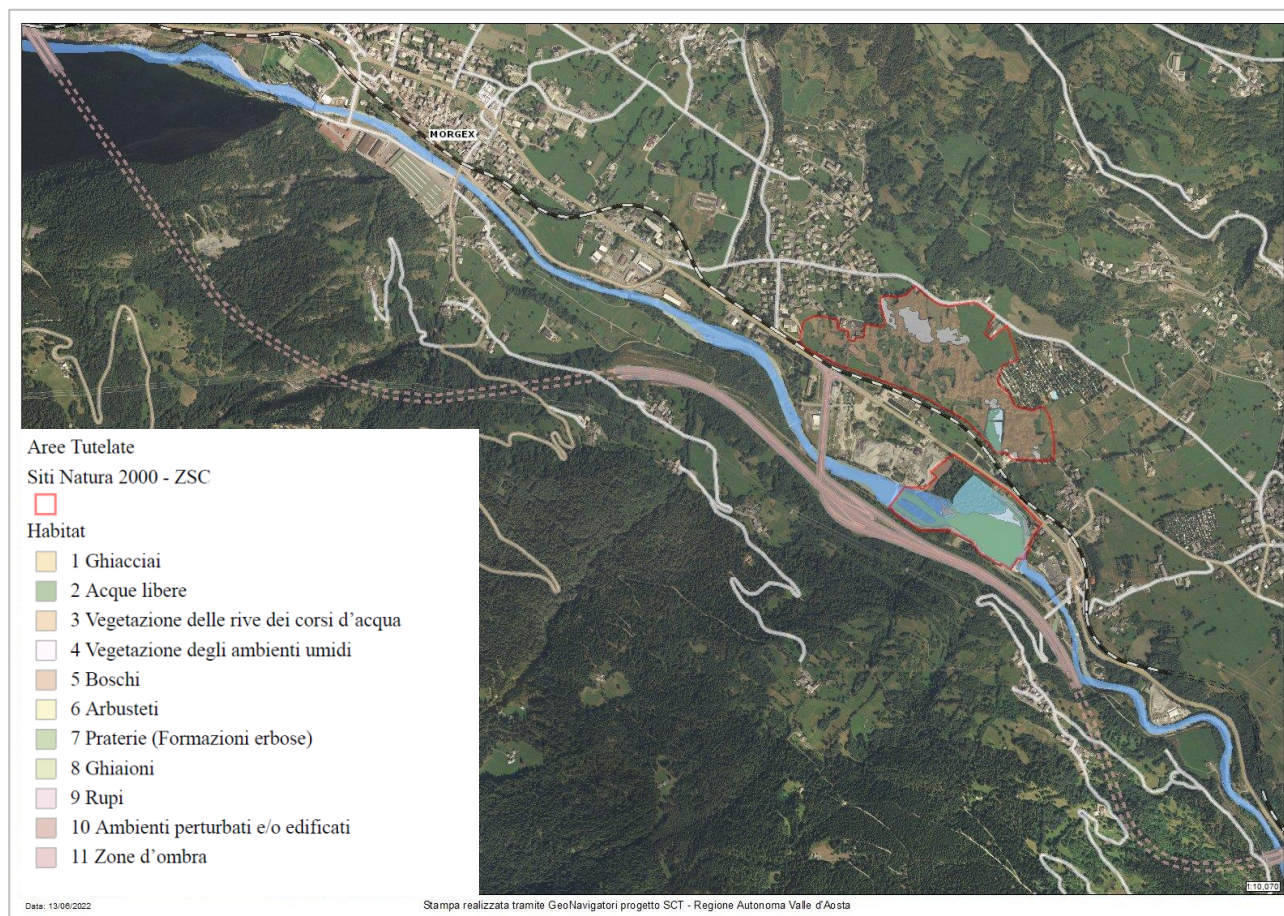 MORGEX
Aree Tutelate
Siti Natura 2000 - ZSC
Habitat
1 Ghiacciai
2 Acque libere
3 Vegetazione delle rive dei corsi d'acqua
4 Vegetazione degli ambienti umidi
5 Boschi
6 Arbusteti
7 Praterie (Formazioni erbose)
8 Ghiaioni
9 Rupi
10 Ambienti perturbati e/o edificati
11 Zone d'ombra
1:10,070
Data: 13/06/2022
Stampa realizzata tramite GeoNavigatori progetto SCT - Regione Autonoma Valle d'Aosta